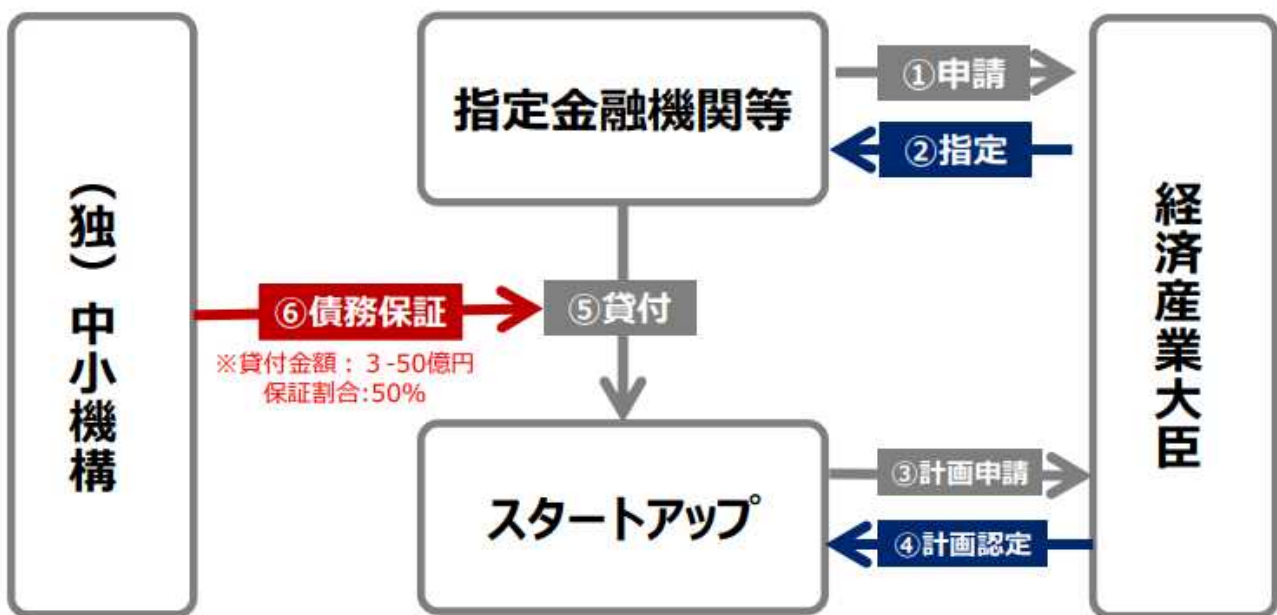 （独）中小機構
指定金融機関等
①申請
②指定
経済産業大臣
⑥債務保証
⑤貸付
※貸付金額：３-50億円
保証割合:50%
スタートアップ
③計画申請
④計画認定